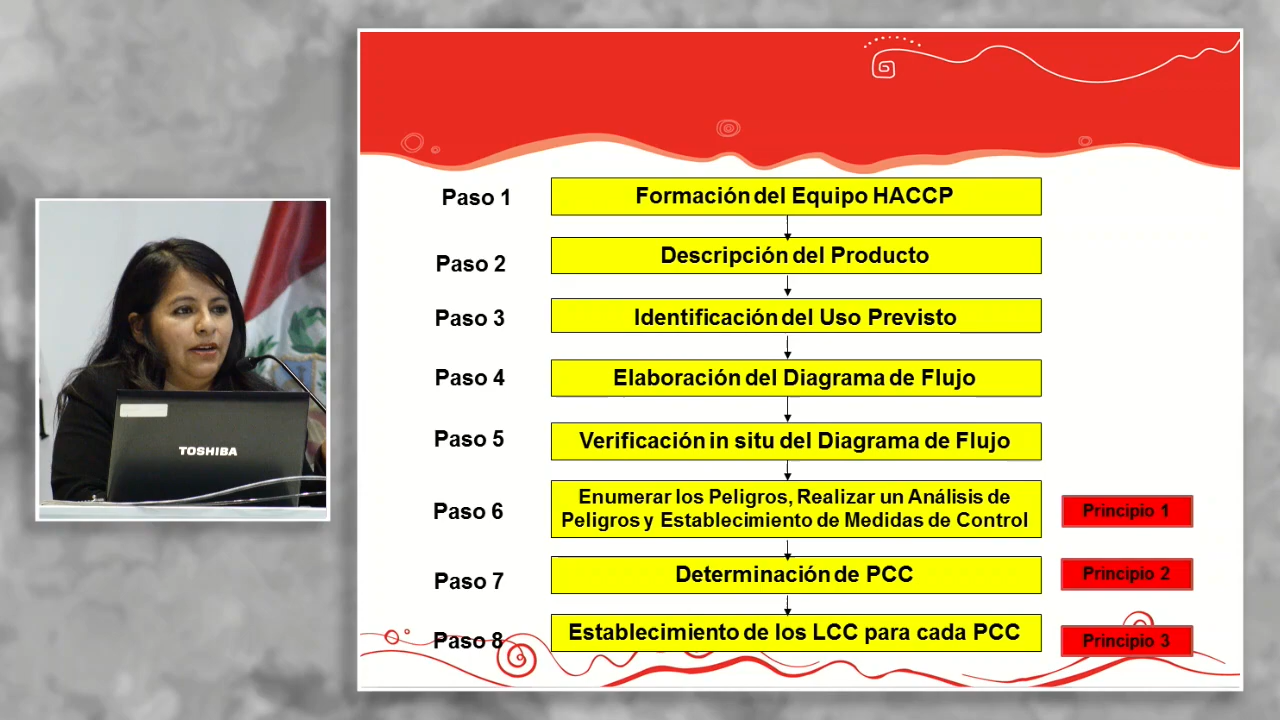 Paso 1
Formación del Equipo HACCP
Paso 2
Descripción del Producto
Paso 3
Identificación del Uso Previsto
Paso 4
Elaboración del Diagrama de Flujo
Paso 5
Verificación in situ del Diagrama de Flujo
Paso 6
Enumerar los Peligros, Realizar un Análisis de
Peligros y Establecimiento de Medidas de Control
Principio 1
Paso 7
Determinación de PCC
Principio 2
Paso 8
Establecimiento de los LCC para cada PCC
Principio 3
TOSHIBA